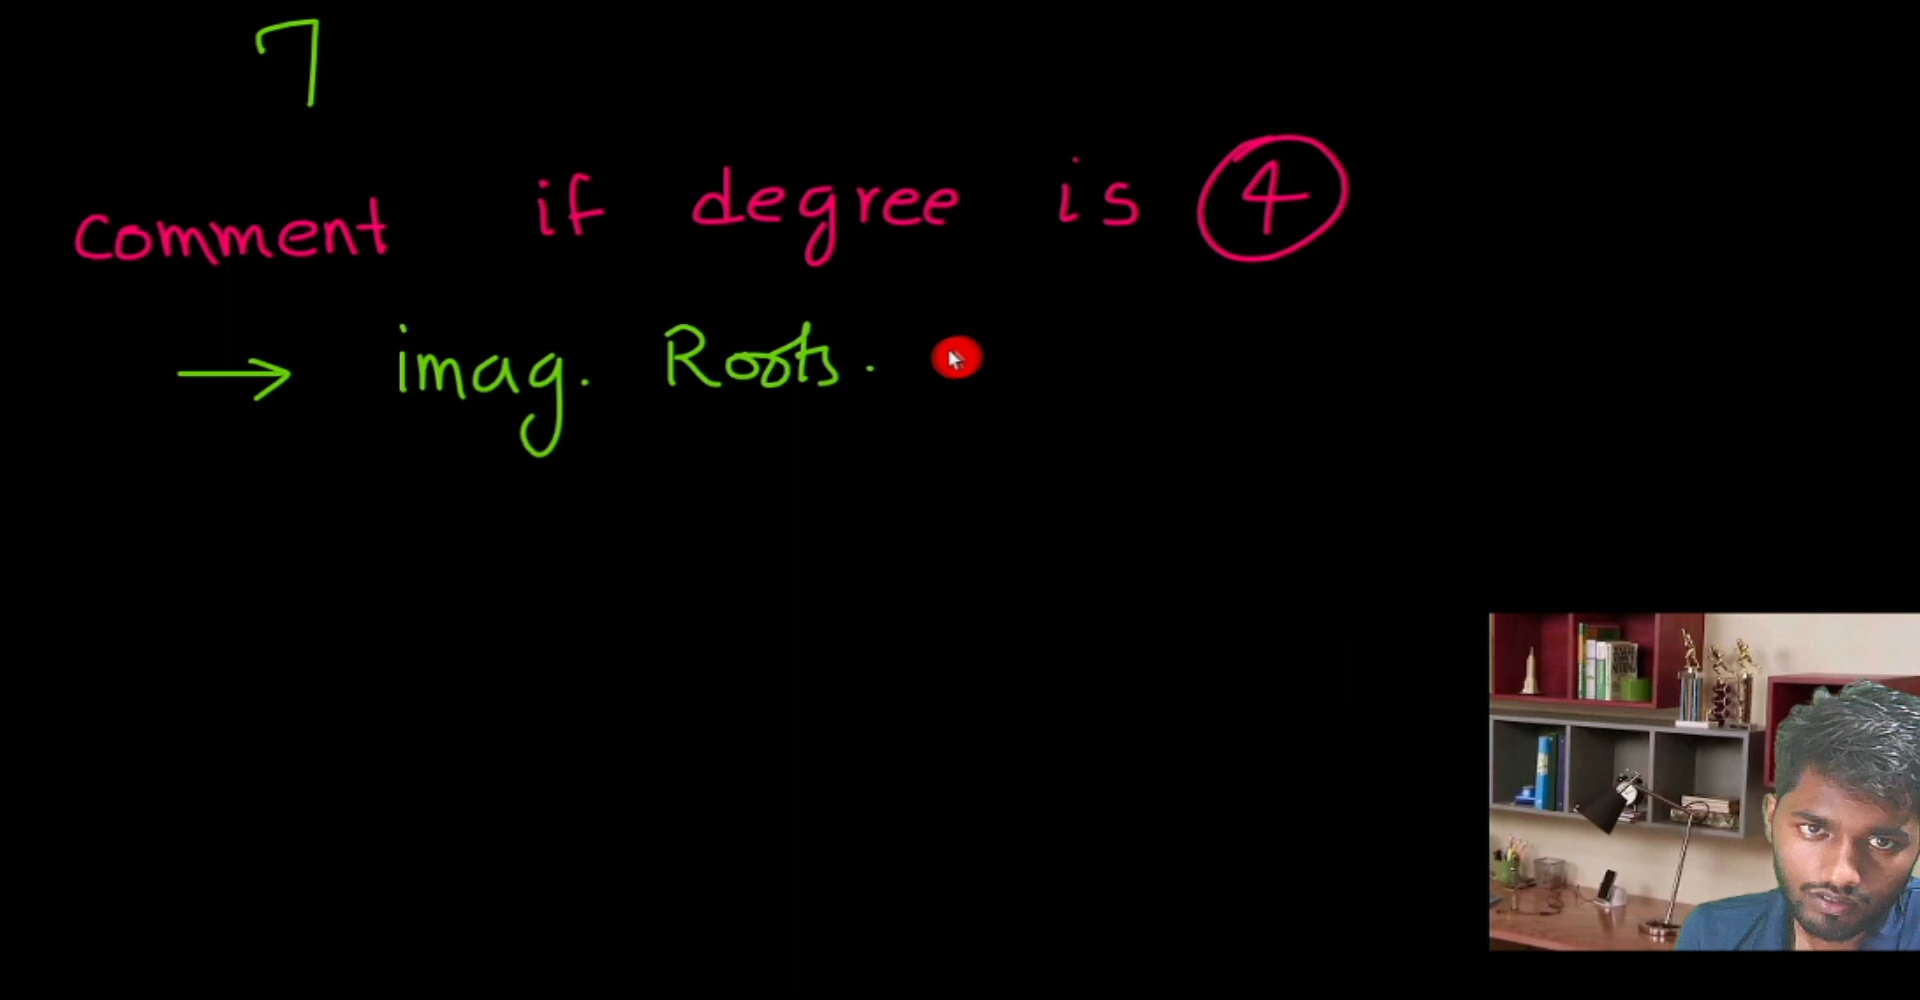 7
Comment if degree is 4
→ imag. Roots.